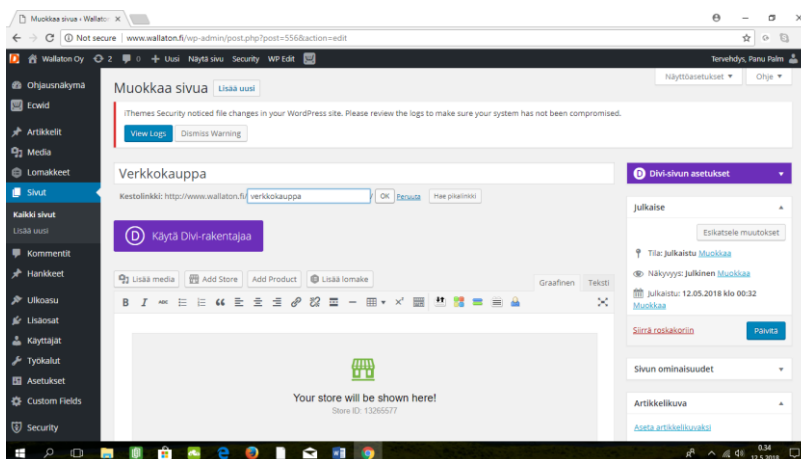 Muokkaa sivua ‹ Wallaton
Not secure | www.wallaton.fi/wp-admin/post.php?post=556&action=edit
Wallaton Oy 2 0 + Uusi Näytä sivu Security WP Edit Tervehdys, Panu Palm
Näyttöasetukset Ohje
Ohjausnäkymä
Ecwid
Artikkelit
Media
Lomakkeet
Sivut
Kaikki sivut
Lisää uusi
Kommentit
Hankkeet
Ulkoasu
Lisäosat
Käyttäjät
Työkalut
Asetukset
Custom Fields
Security
Muokkaa sivua Lisää uusi
iThemes Security noticed file changes in your WordPress site. Please review the logs to make sure your system has not been compromised.
View Logs Dismiss Warning
Verkkokauppa
Kestolinkki: http://www.wallaton.fi/ verkkokauppa / OK Peruuta Hae pikalinkki
D Käytä Divi-rakentajaa
Lisää media Add Store Add Product Lisää lomake
Graafinen Teksti
B I ABC
Your store will be shown here!
Store ID: 13265577
D Divi-sivun asetukset
Julkaise
Esikatsele muutokset
Tila: Julkaistu Muokkaa
Näkyvyys: Julkinen Muokkaa
Julkaistu: 12.05.2018 klo 00:32
Muokkaa
Siirrä roskakoriin Päivitä
Sivun ominaisuudet
Artikkelikuva
Aseta artikkelikuvaksi
0.34
12.5.2018